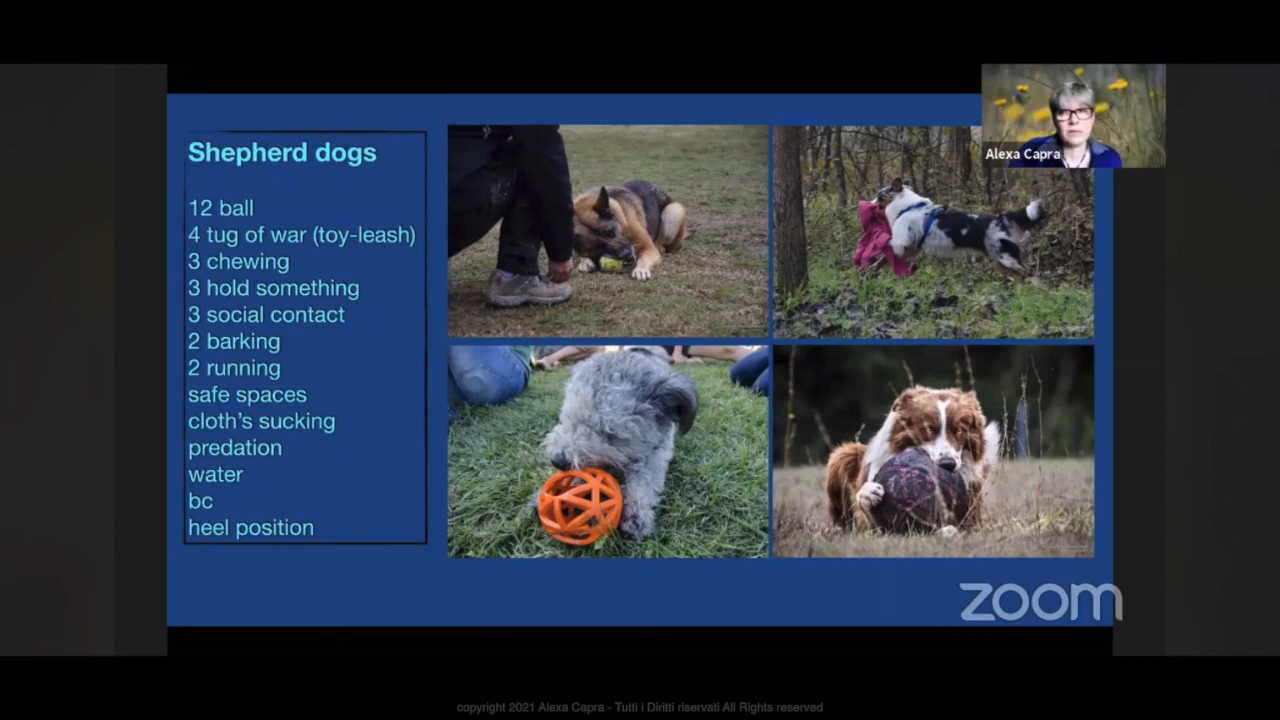 Shepherd dogs
12 ball
4 tug of war (toy-leash)
3 chewing
3 hold something
3 social contact
2 barking
2 running
safe spaces
cloth's sucking
predation
water
bc
heel position
Alexa Capra
zoom
copyright 2021 Alexa Capra - Tutti i Diritti riservati All Rights reserved